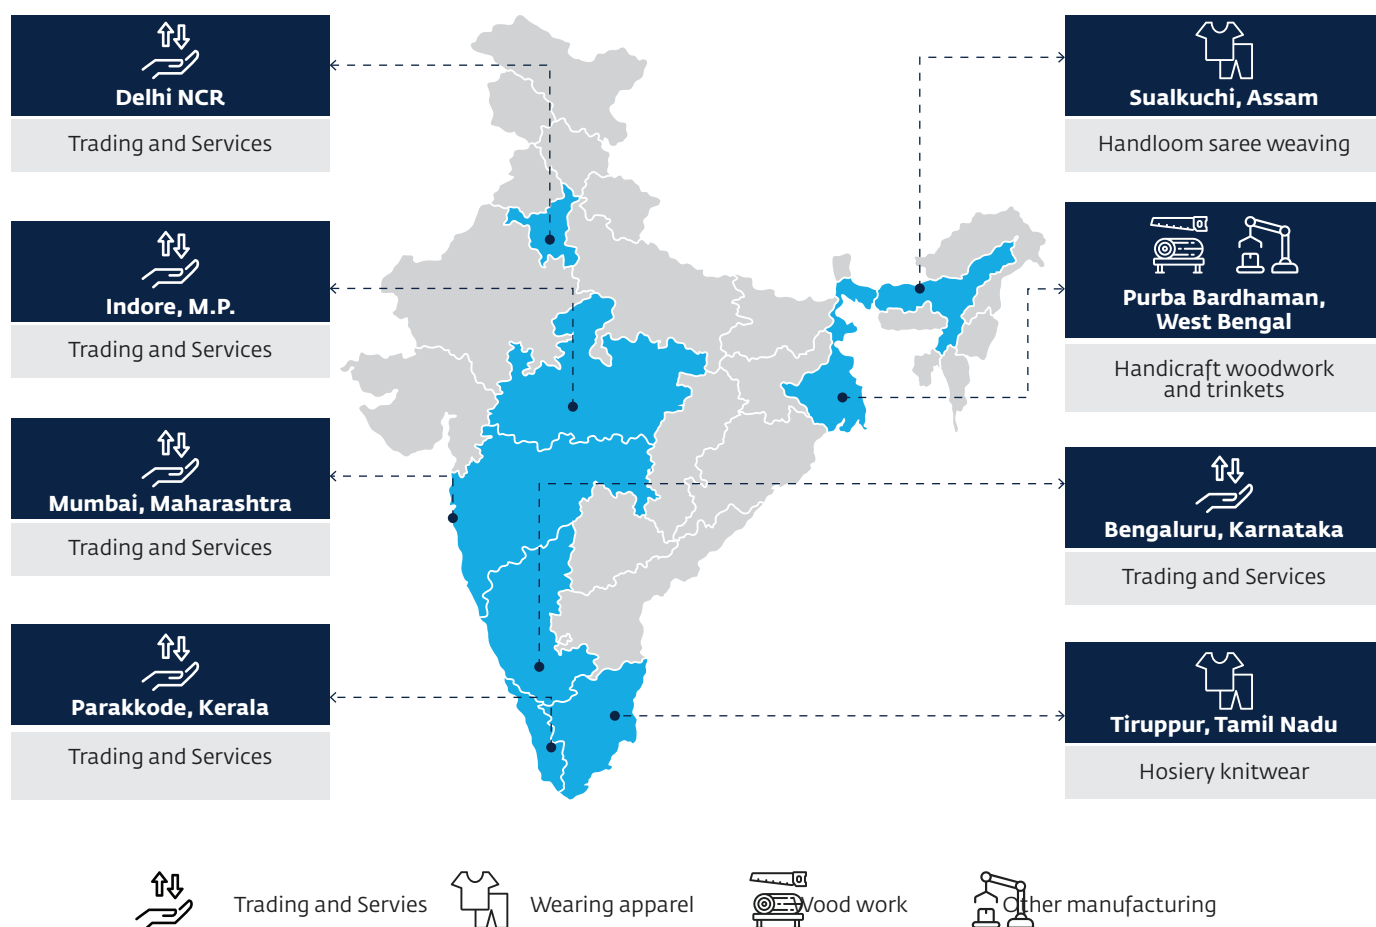 Delhi NCR
Trading and Services
Indore, M.P.
Trading and Services
Mumbai, Maharashtra
Trading and Services
Parakkode, Kerala
Trading and Services
Sualkuchi, Assam
Handloom saree weaving
Purba Bardhaman,
West Bengal
Handicraft woodwork
and trinkets
Bengaluru, Karnataka
Trading and Services
Tiruppur, Tamil Nadu
Hosiery knitwear
Trading and Servies
Wearing apparel
Wood work
Other manufacturing